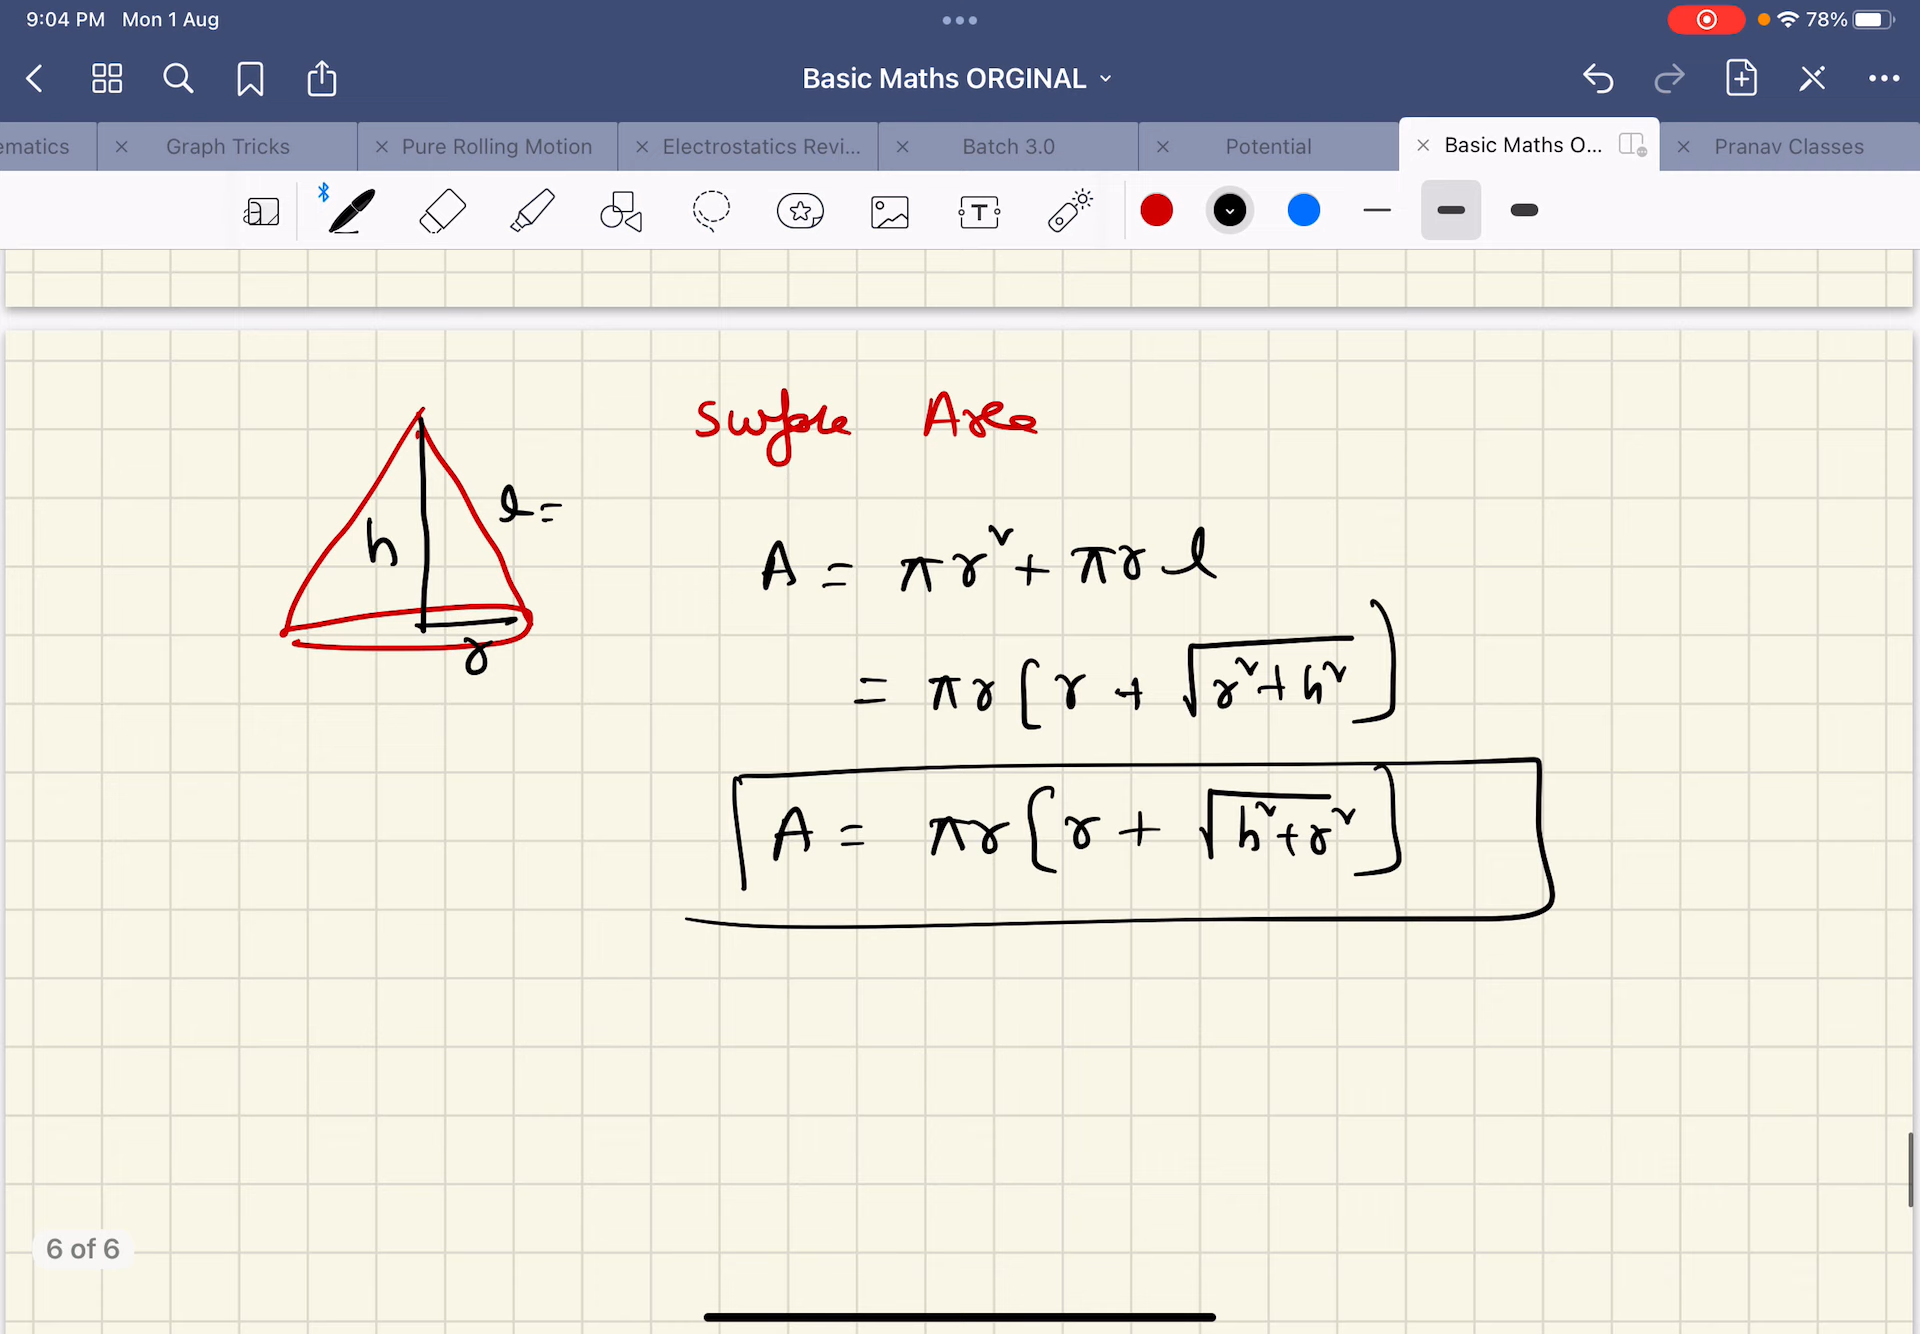 9:04 PM Mon 1 Aug
78%
Basic Maths ORGINAL
ematics
Graph Tricks
Pure Rolling Motion
Electrostatics Revi...
Batch 3.0
Potential
Basic Maths O...
Pranav Classes
Surface Area
h
l =
r
A = πr² + πr l
= πr [r + √r² + h²]
A = πr [r + √h² + r²]
6 of 6